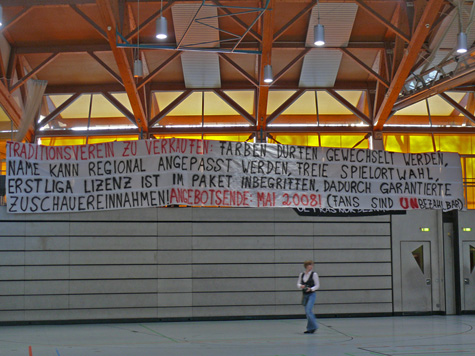 TRADITIONSVEREIN ZU VERKAUFEN: FARBEN DÜRFEN GEWECHSELT WERDEN,
NAME KANN REGIONAL ANGEPASST WERDEN, FREIE SPIELORTWAHL,
ERSTLIGA LIZENZ IST IM PAKET INBEGRIFFEN, DADURCH GARANTIERTE
ZUSCHAUEREINNAHMEN! ANGEBOTSENDE: MAI 2008! (FANS SIND UNBEZAHLBAR)